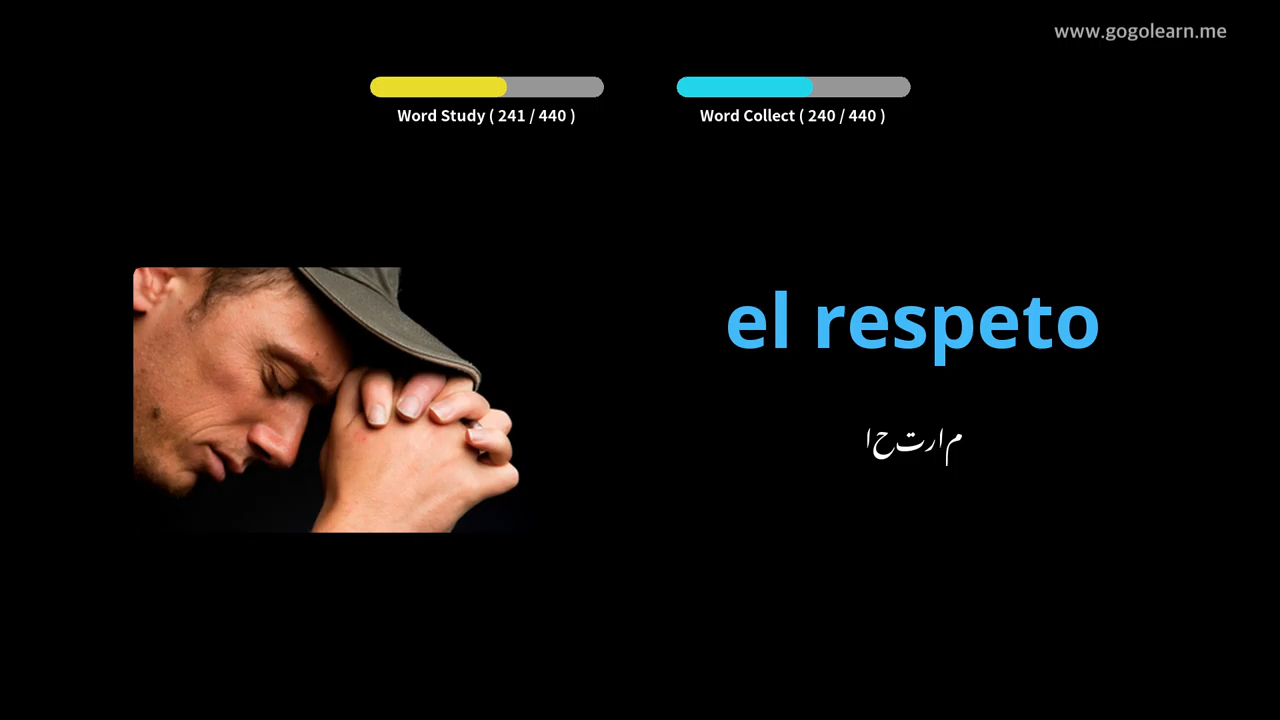 www.gogolearn.me
Word Study ( 241 / 440 )
Word Collect ( 240 / 440 )
el respeto
احترام